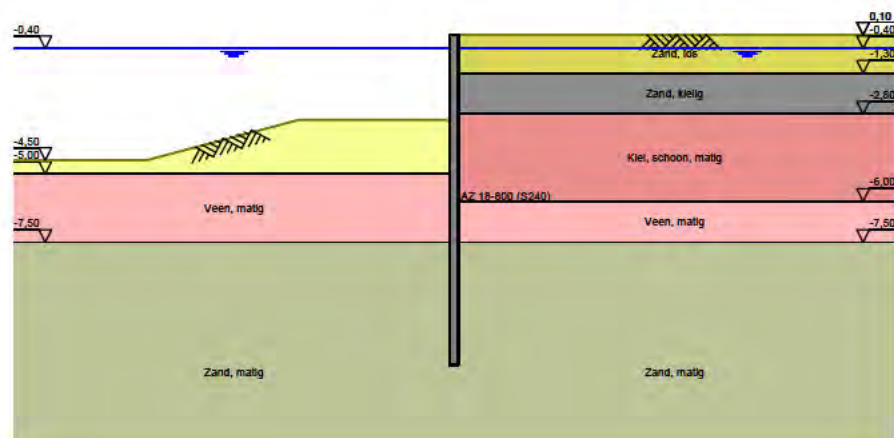 -0,40
0,10
-0,40
Zand, los
-1,30
Zand, kleiig
-2,80
-4,50
-5,00
Klei, schoon, matig
AZ 18-800 (S240)
-6,00
Veen, matig
Veen, matig
-7,50
-7,50
Zand, matig
Zand, matig